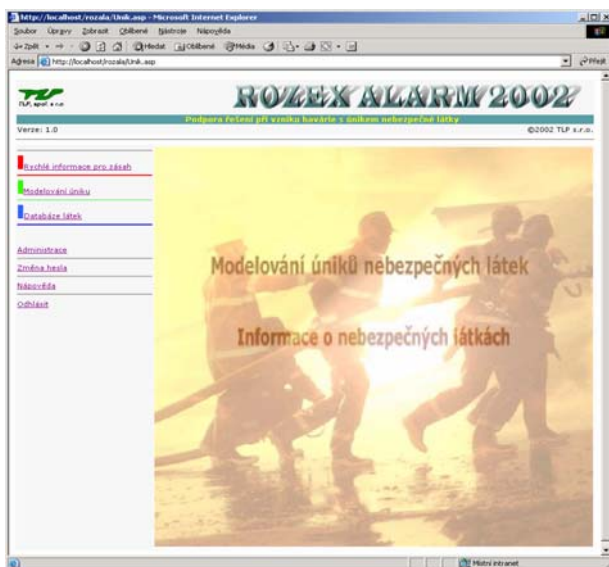 http://localhost/rozala/Unik.asp - Microsoft Internet Explorer
Soubor Úpravy Zobrazit Oblíbené Nástroje Nápověda
Zpět Hledat Oblíbené Média
Adresa http://localhost/rozala/Unik.asp Přejít
TLP, spol. s r.o.
ROZEX ALARM 2002
Podpora řešení při vzniku havárie s únikem nebezpečné látky
Verze: 1.0 ©2002 TLP s.r.o.
Rychlé informace pro zásah
Modelování úniku
Databáze látek
Administrace
Změna hesla
Nápověda
Odhlásit
Modelování úniků nebezpečných látek
Informace o nebezpečných látkách
Místní intranet